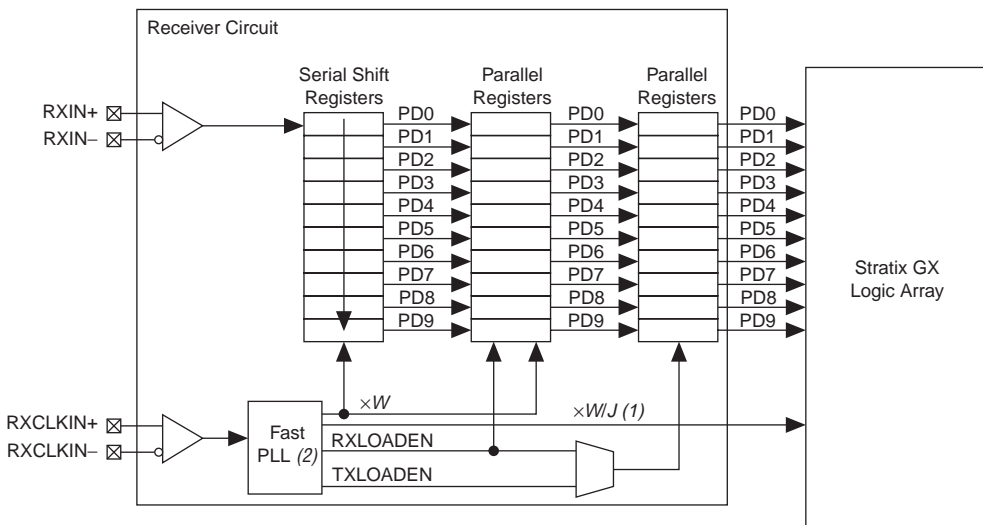 Receiver Circuit
Serial Shift
Registers
Parallel
Registers
Parallel
Registers
RXIN+
RXIN–
PD0 PD0 PD0
PD1 PD1 PD1
PD2 PD2 PD2
PD3 PD3 PD3
PD4 PD4 PD4
PD5 PD5 PD5
PD6 PD6 PD6
PD7 PD7 PD7
PD8 PD8 PD8
PD9 PD9 PD9
Stratix GX
Logic Array
×W
×W/J (1)
RXCLKIN+
RXCLKIN–
Fast
PLL (2)
RXLOADEN
TXLOADEN